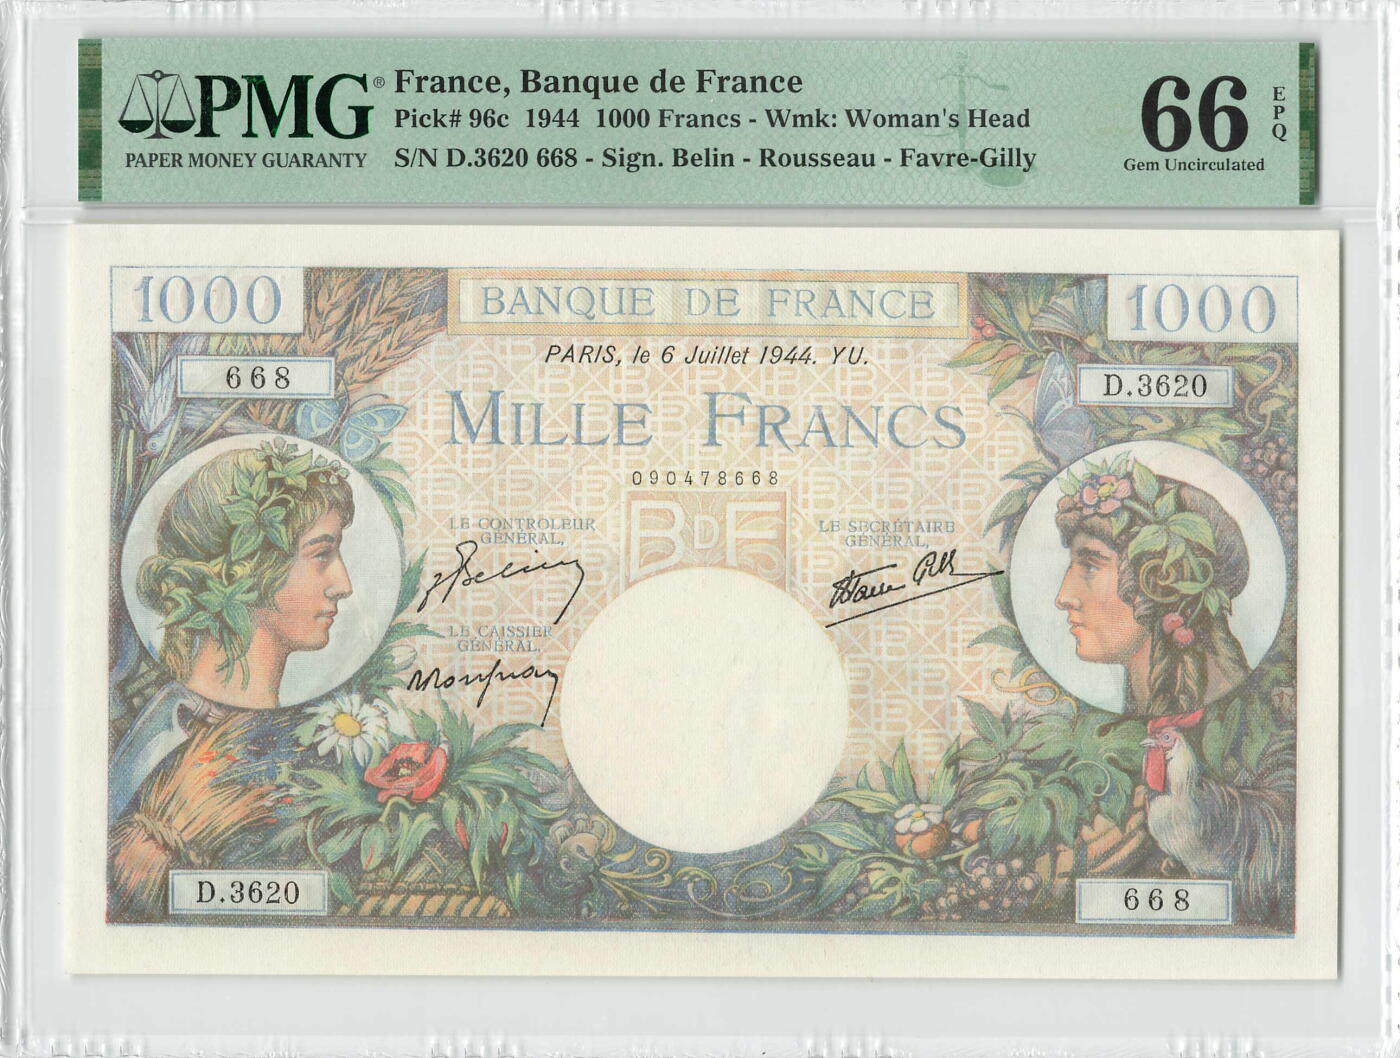 PMG®
PAPER MONEY GUARANTY
France, Banque de France
Pick# 96c 1944 1000 Francs - Wmk: Woman's Head
S/N D.3620 668 - Sign. Belin - Rousseau - Favre-Gilly
66 EPQ
Gem Uncirculated
1000
BANQUE DE FRANCE
1000
PARIS, le 6 Juillet 1944. YU.
668
D.3620
MILLE FRANCS
090478668
BDF
LE CONTROLEUR
GÉNÉRAL,
LE SECRÉTAIRE
GÉNÉRAL,
LE CAISSIER
GÉNÉRAL,
D.3620
668